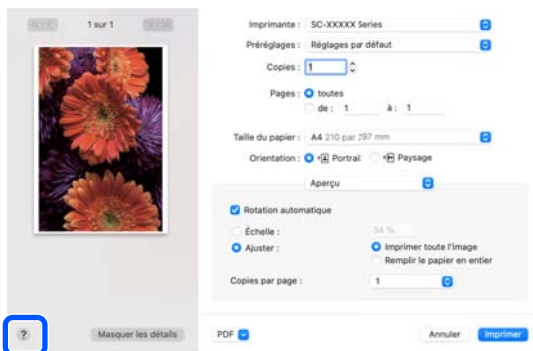 1 sur 1
Imprimante : SC-XXXXX Series
Préréglages : Réglages par défaut
Copies : 1
Pages : toutes
de : 1 à : 1
Taille du papier : A4 210 par 297 mm
Orientation : Portrait Paysage
Aperçu
Rotation automatique
Échelle : 34 %
Ajuster : Imprimer toute l'image
Remplir le papier en entier
Copies par page : 1
? Masquer les détails PDF Annuler Imprimer